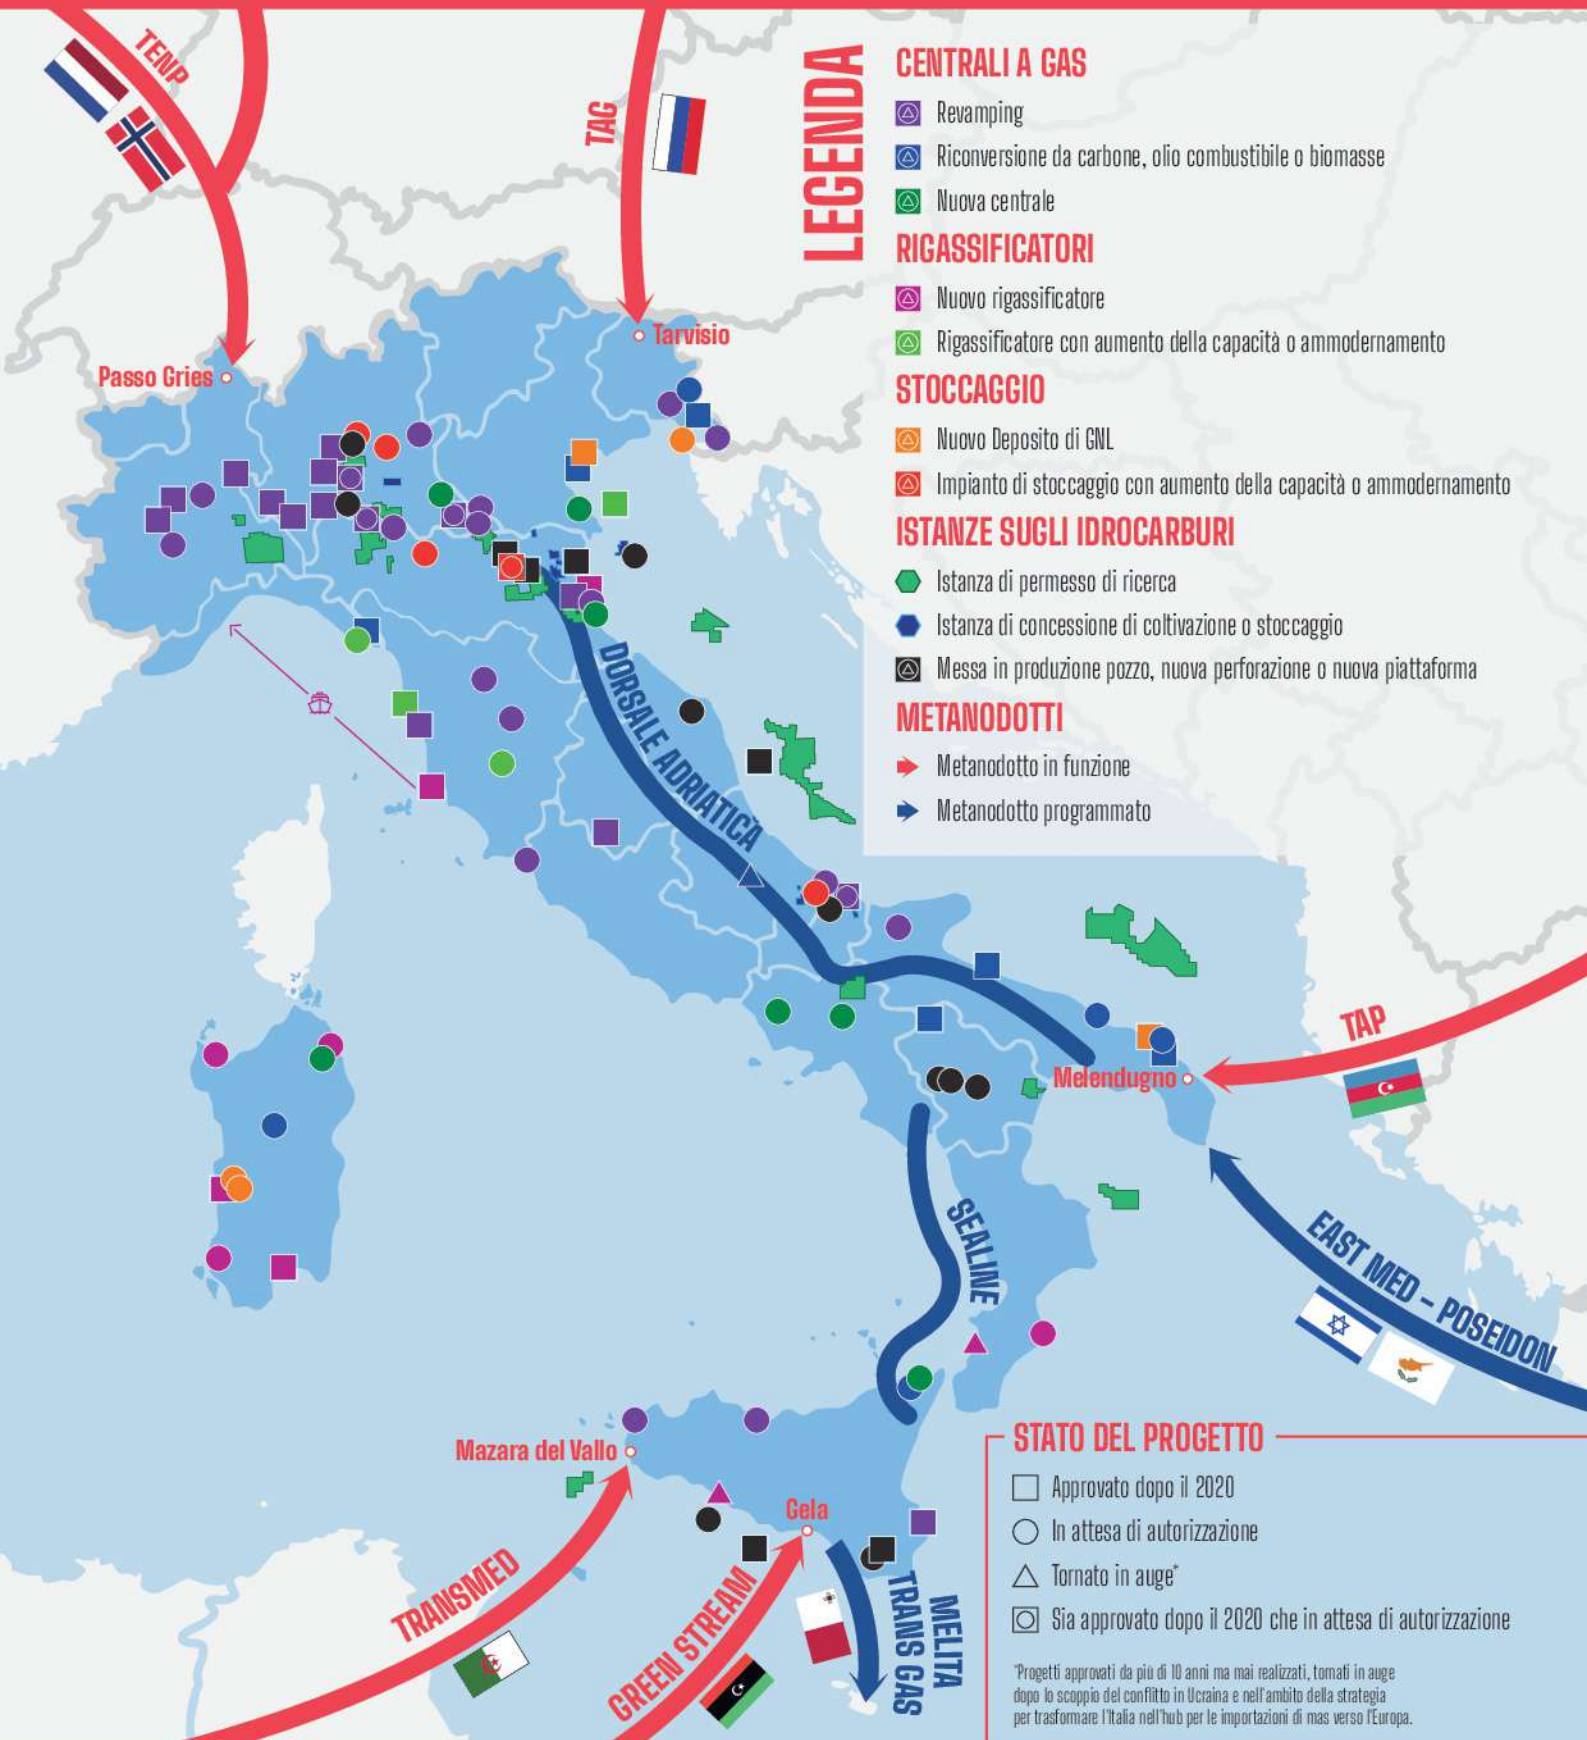 TENP
TAG
Passo Gries
Tarvisio
LEGENDA
CENTRALI A GAS
Revamping
Riconversione da carbone, olio combustibile o biomasse
Nuova centrale
RIGASSIFICATORI
Nuovo rigassificatore
Rigassificatore con aumento della capacità o ammodernamento
STOCCAGGIO
Nuovo Deposito di GNL
Impianto di stoccaggio con aumento della capacità o ammodernamento
ISTANZE SUGLI IDROCARBURI
Istanza di permesso di ricerca
Istanza di concessione di coltivazione o stoccaggio
Messa in produzione pozzo, nuova perforazione o nuova piattaforma
METANODOTTI
Metanodotto in funzione
Metanodotto programmato
DORSALE ADRIATICA
TAP
Melendugno
SEALINE
EAST MED - POSEIDON
Mazara del Vallo
Gela
TRANSMED
GREEN STREAM
MELITA
TRANS GAS
STATO DEL PROGETTO
Approvato dopo il 2020
In attesa di autorizzazione
Tornato in auge*
Sia approvato dopo il 2020 che in attesa di autorizzazione
*Progetti approvati da più di 10 anni ma mai realizzati, tornati in auge
dopo lo scoppio del conflitto in Ucraina e nell'ambito della strategia
per trasformare l'Italia nell'hub per le importazioni di mas verso l'Europa.